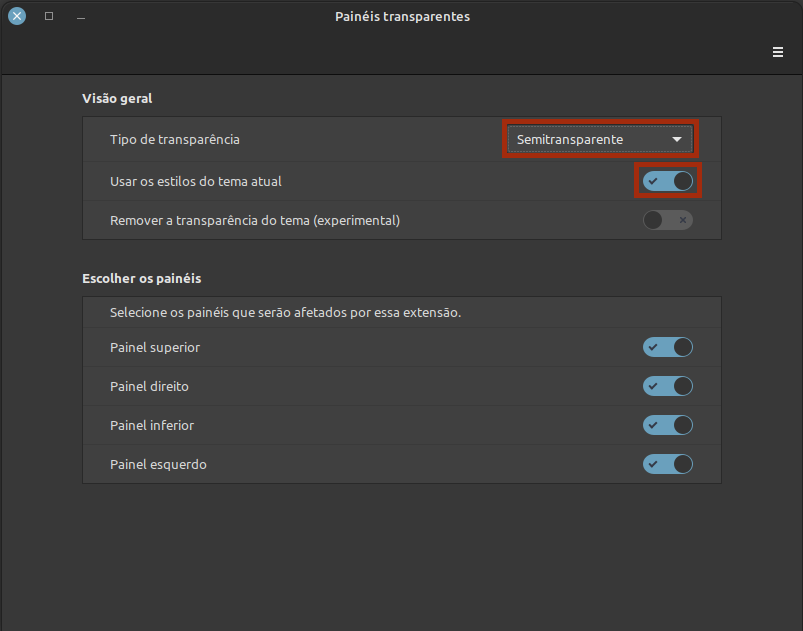 Painéis transparentes
Visão geral
Tipo de transparência
Semitransparente
Usar os estilos do tema atual
Remover a transparência do tema (experimental)
Escolher os painéis
Selecione os painéis que serão afetados por essa extensão.
Painel superior
Painel direito
Painel inferior
Painel esquerdo